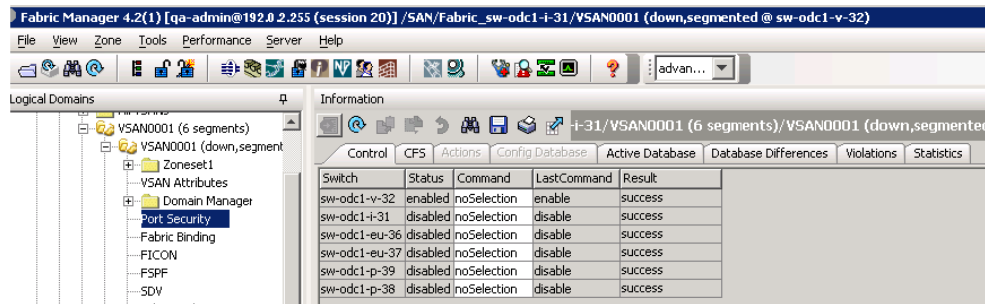 Fabric Manager 4.2(1) [qa-admin@192.0.2.255 (session 20)] /SAN/Fabric_sw-odc1-i-31/VSAN0001 (down,segmented @ sw-odc1-v-32)
File View Zone Tools Performance Server Help
advan...
Logical Domains
Information
VSAN0001 (6 segments)
-i-31/VSAN0001 (6 segments)/VSAN0001 (down,segmente
VSAN0001 (down,segment
Control CFS Actions Config Database Active Database Database Differences Violations Statistics
Zoneset1
Switch Status Command LastCommand Result
VSAN Attributes
sw-odc1-v-32 enabled noSelection enable success
Domain Manager
sw-odc1-i-31 disabled noSelection disable success
Port Security
sw-odc1-eu-36 disabled noSelection disable success
Fabric Binding
sw-odc1-eu-37 disabled noSelection disable success
FICON
sw-odc1-p-39 disabled noSelection disable success
FSPF
sw-odc1-p-38 disabled noSelection disable success
SDV